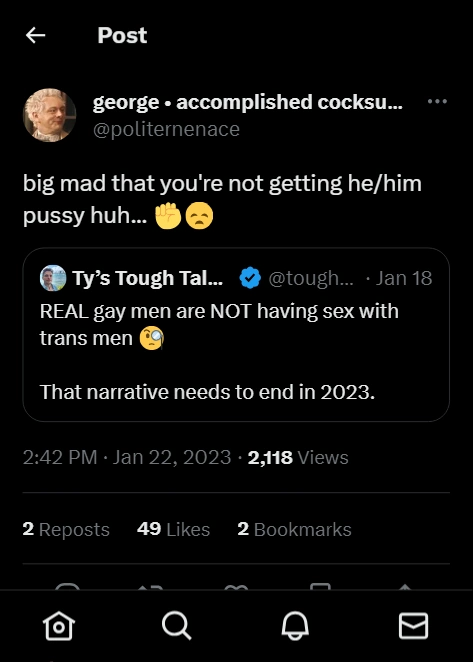 Post
george • accomplished cocksu...
@politernenace
big mad that you're not getting he/him
pussy huh... ✊😞
Ty's Tough Tal... @tough... · Jan 18
REAL gay men are NOT having sex with
trans men 🧐
That narrative needs to end in 2023.
2:42 PM · Jan 22, 2023 · 2,118 Views
2 Reposts 49 Likes 2 Bookmarks